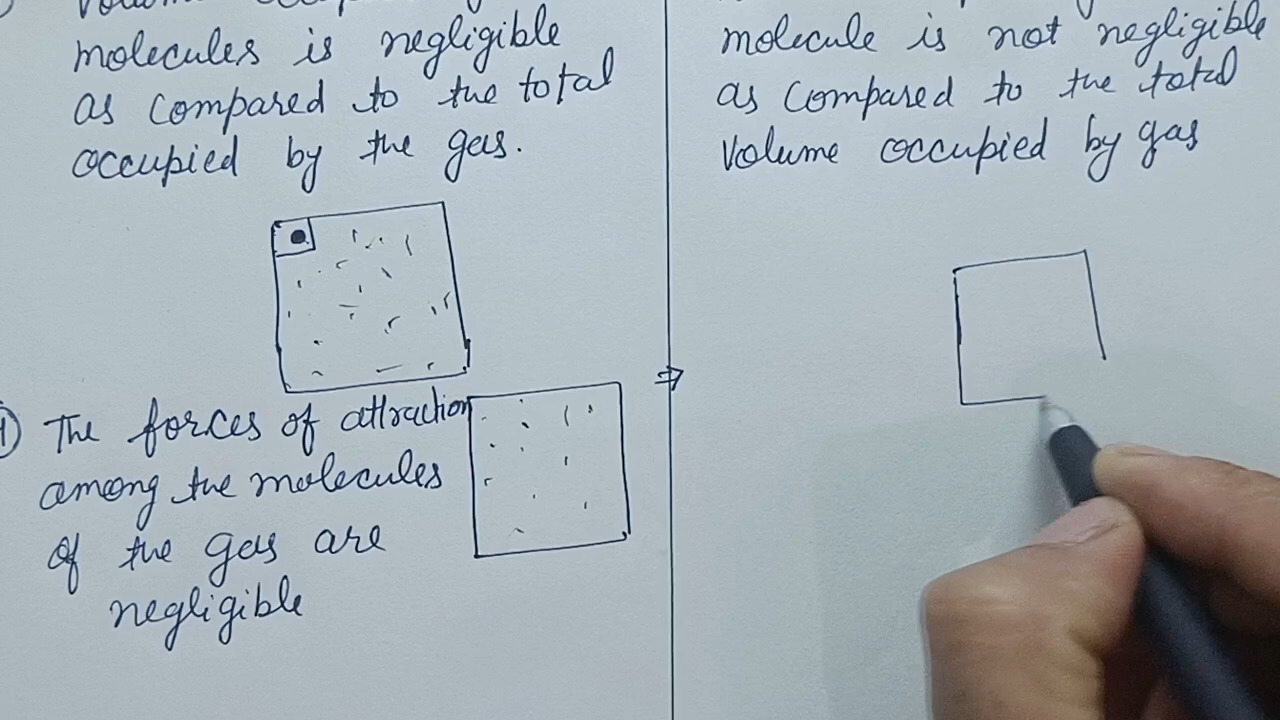 molecules is negligible
as compared to the total
occupied by the gas.
The forces of attraction
among the molecules
of the gas are
negligible
molecule is not negligible
as compared to the total
Volume occupied by gas
⇒